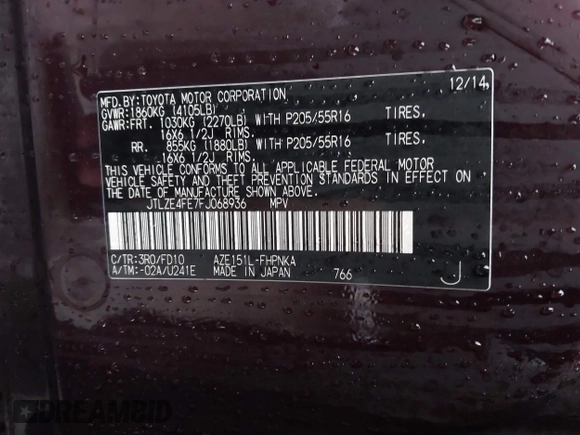 MFD. BY: TOYOTA MOTOR CORPORATION 12/14
GVWR: 1860KG (4105LB)
GAWR: FRT. 1030KG (2270LB) WITH P205/55R16 TIRES,
16X6 1/2J RIMS.
RR. 855KG (1880LB) WITH P205/55R16 TIRES,
16X6 1/2J RIMS.
THIS VEHICLE CONFORMS TO ALL APPLICABLE FEDERAL MOTOR
VEHICLE SAFETY AND THEFT PREVENTION STANDARDS IN EFFECT ON
THE DATE OF MANUFACTURE SHOWN ABOVE.
JTLZE4FE7FJ068936 MPV
C/TR: 3R0/FD10 AZE151L-FHPNKA
A/TM: -02A/U241E MADE IN JAPAN 766 J
DREAMBID